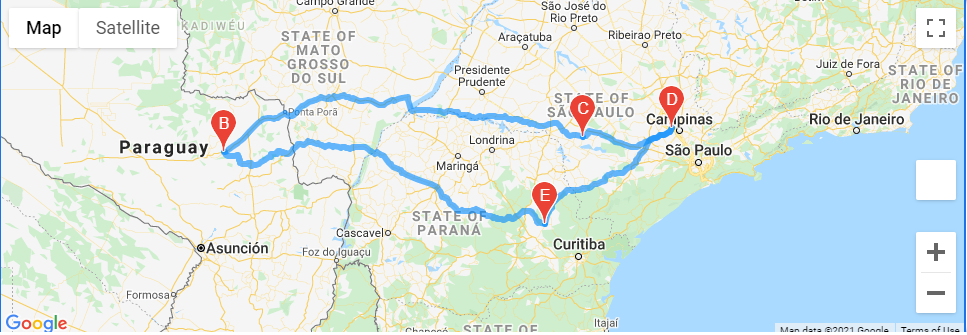 Map Satellite
Campo Grande
KADIWÉU
STATE OF
MATO
GROSSO
DO SUL
São José do
Rio Preto
Araçatuba
Ribeirao Preto
Presidente
Prudente
Juiz de Fora
STATE OF
RIO DE
JANEIRO
STATE OF
SÃO PAULO
Ponta Porã
B
C
D
Campinas
Rio de Janeiro
Paraguay
Londrina
São Paulo
Maringá
E
STATE OF
PARANÁ
Cascavel
Foz do Iguaçu
Asunción
Curitiba
Formosa
Chapecó
STATE OF
Itajaí
Google
Map data ©2021 Google Terms of Use